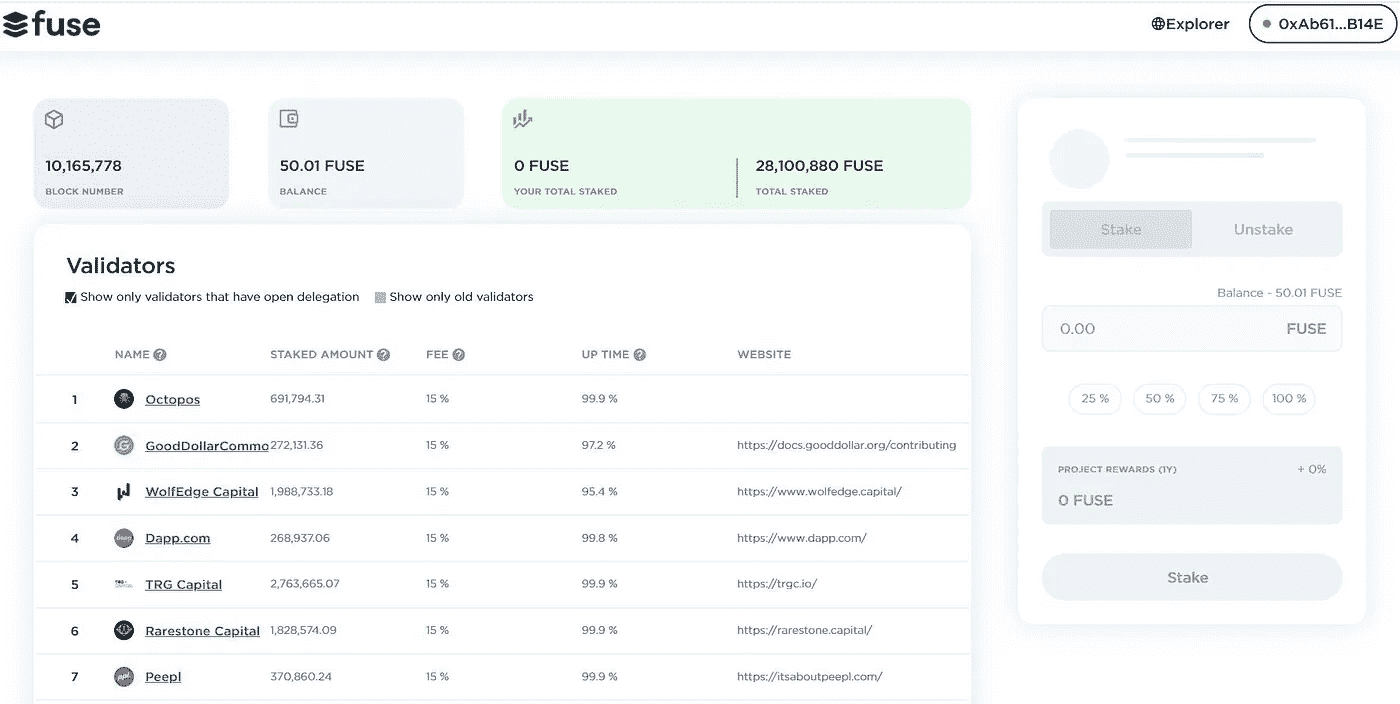 fuse
Explorer
0xAb61...B14E
10,165,778
BLOCK NUMBER
50.01 FUSE
BALANCE
0 FUSE
YOUR TOTAL STAKED
28,100,880 FUSE
TOTAL STAKED
Validators
Show only validators that have open delegation Show only old validators
NAME STAKED AMOUNT FEE UP TIME WEBSITE
1 Octopos 691,794.31 15 % 99.9 %
2 GoodDollarCommo 272,131.36 15 % 97.2 % https://docs.gooddollar.org/contributing
3 WolfEdge Capital 1,988,733.18 15 % 95.4 % https://www.wolfedge.capital/
4 Dapp.com 268,937.06 15 % 99.8 % https://www.dapp.com/
5 TRG Capital 2,763,665.07 15 % 99.9 % https://trgc.io/
6 Rarestone Capital 1,828,574.09 15 % 99.9 % https://rarestone.capital/
7 Peepl 370,860.24 15 % 99.9 % https://itsaboutpeepl.com/
Stake Unstake
Balance - 50.01 FUSE
0.00 FUSE
25 % 50 % 75 % 100 %
PROJECT REWARDS (1Y) + 0%
0 FUSE
Stake